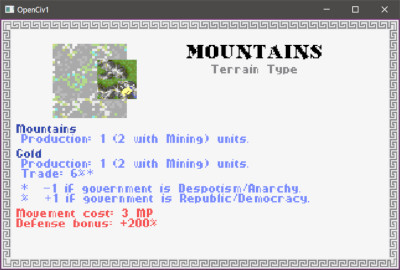 OpenCiv1
MOUNTAINS
Terrain Type
Mountains
Production: 1 (2 with Mining) units.
Gold
Production: 1 (2 with Mining) units.
Trade: 6%*
* -1 if government is Despotism/Anarchy.
% +1 if government is Republic/Democracy.
Movement cost: 3 MP
Defense bonus: +200%